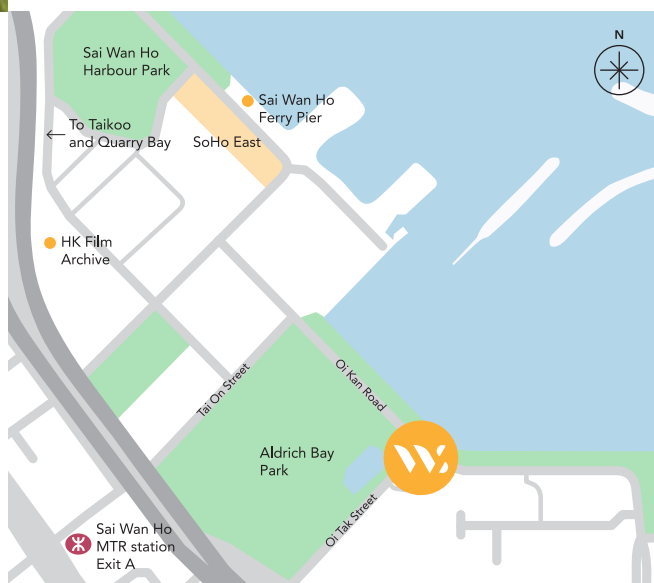 N
Sai Wan Ho
Harbour Park
Sai Wan Ho
Ferry Pier
To Taikoo
and Quarry Bay
SoHo East
HK Film
Archive
Tai On Street
Oi Kan Road
Aldrich Bay
Park
Oi Tak Street
Sai Wan Ho
MTR station
Exit A